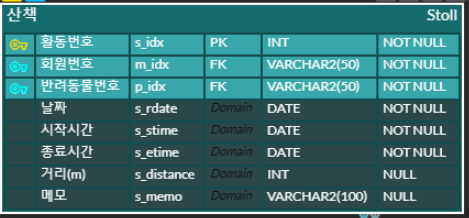 산책 Stoll
활동번호 s_idx PK INT NOT NULL
회원번호 m_idx FK VARCHAR2(50) NOT NULL
반려동물번호 p_idx FK VARCHAR2(50) NOT NULL
날짜 s_rdate Domain DATE NOT NULL
시작시간 s_stime Domain DATE NOT NULL
종료시간 s_etime Domain DATE NOT NULL
거리(m) s_distance Domain INT NULL
메모 s_memo Domain VARCHAR2(100) NULL